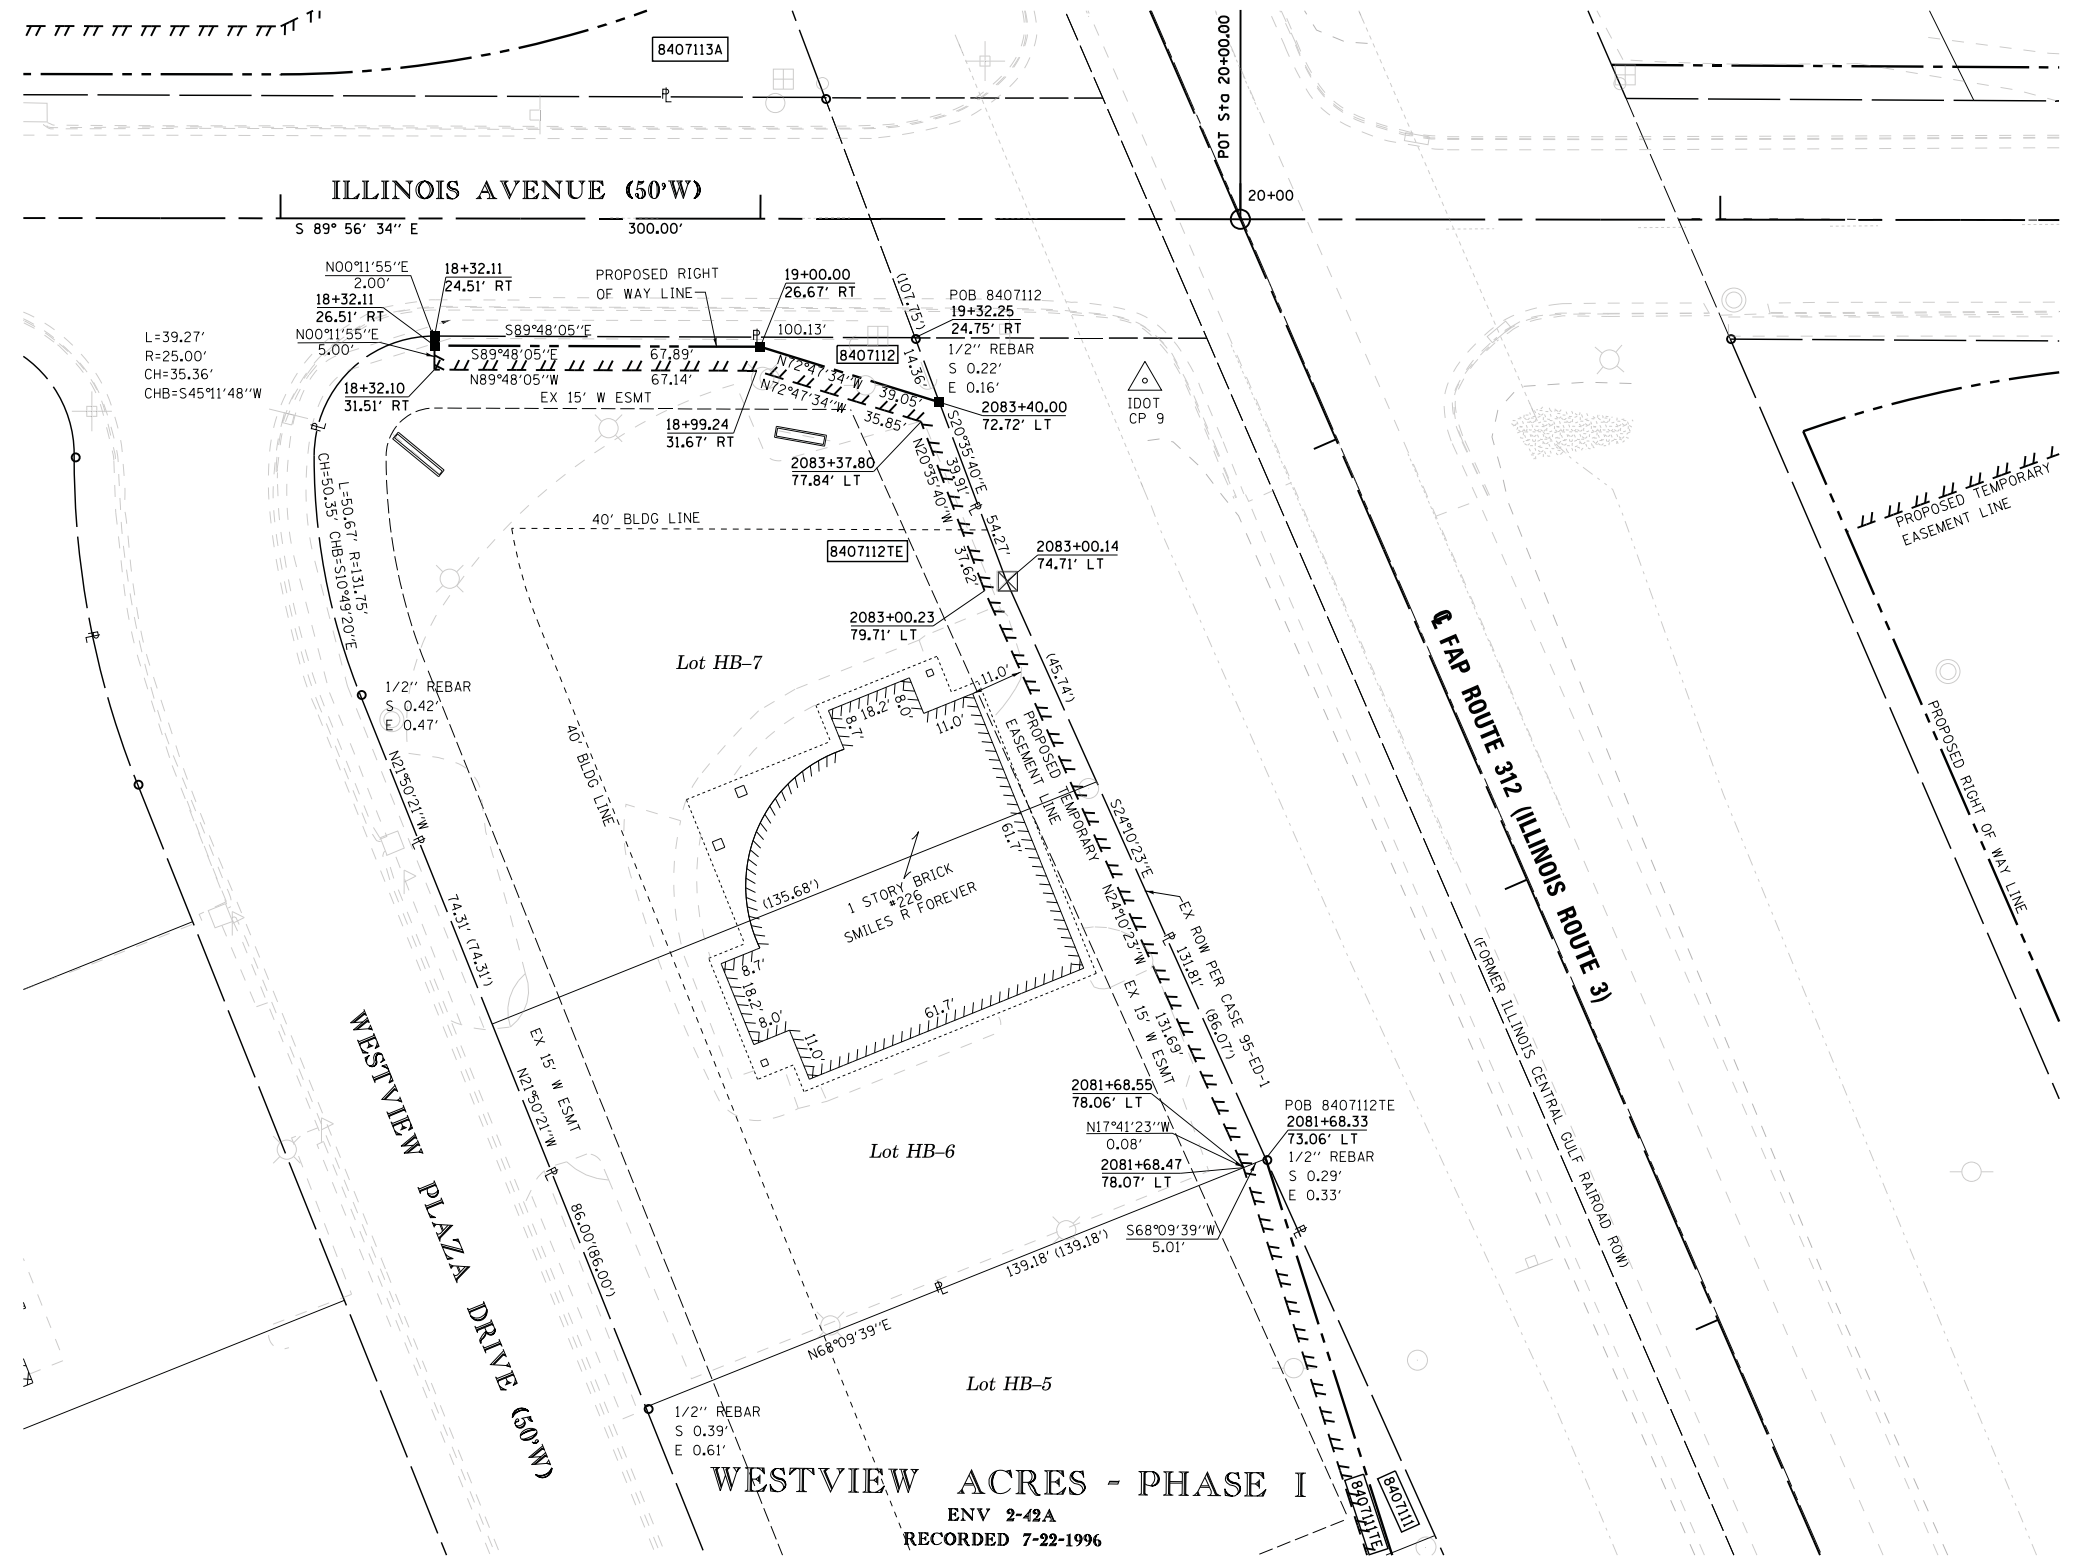 8407113A
POT Sta 20+00.00
20+00
ILLINOIS AVENUE (50'W)
S 89° 56' 34" E
300.00'
N00°11'55"E
2.00'
18+32.11
24.51' RT
18+32.11
26.51' RT
N00°11'55"E
5.00'
18+32.10
31.51' RT
L=39.27'
R=25.00'
CH=35.36'
CHB=S45°11'48"W
PROPOSED RIGHT
OF WAY LINE
19+00.00
26.67' RT
(107.75')
POB 8407112
19+32.25
24.75' RT
1/2" REBAR
S 0.22'
E 0.16'
S89°48'05"E
100.13'
S89°48'05"E
67.89'
N89°48'05"W
67.14'
EX 15' W ESMT
8407112
N72°47'34"W
39.05'
N72°47'34"W
35.85'
14.36'
18+99.24
31.67' RT
2083+40.00
72.72' LT
2083+37.80
77.84' LT
IDOT
CP 9
S20°35'40"E
54.27'
39.91'
N20°35'40"W
37.62'
40' BLDG LINE
8407112TE
2083+00.14
74.71' LT
2083+00.23
79.71' LT
L=50.67' R=131.75'
CH=50.35' CHB=S10°49'20"E
Lot HB-7
1/2" REBAR
S 0.42'
E 0.47'
N21°50'21"W
74.31' (74.31')
40' BLDG LINE
8.7'
18.2'
8.0'
11.0'
11.0'
(45.74')
PROPOSED TEMPORARY
EASEMENT LINE
61.7'
(135.68')
1 STORY BRICK
#226
SMILES R FOREVER
8.7'
18.2'
8.0'
11.0'
61.7'
S24°10'23"E
131.81'
(86.07')
N24°10'23"W
131.69'
EX ROW PER CASE 95-ED-1
EX 15' W ESMT
℄ FAP ROUTE 312 (ILLINOIS ROUTE 3)
(FORMER ILLINOIS CENTRAL GULF RAIROAD ROW)
PROPOSED TEMPORARY
EASEMENT LINE
PROPOSED RIGHT OF WAY LINE
WESTVIEW PLAZA DRIVE (50'W)
EX 15' W ESMT
N21°50'21"W
86.00'(86.00')
Lot HB-6
2081+68.55
78.06' LT
N17°41'23"W
0.08'
2081+68.47
78.07' LT
S68°09'39"W
5.01'
POB 8407112TE
2081+68.33
73.06' LT
1/2" REBAR
S 0.29'
E 0.33'
139.18' (139.18')
N68°09'39"E
Lot HB-5
1/2" REBAR
S 0.39'
E 0.61'
WESTVIEW ACRES - PHASE I
ENV 2-42A
RECORDED 7-22-1996
8407111TE
8407111